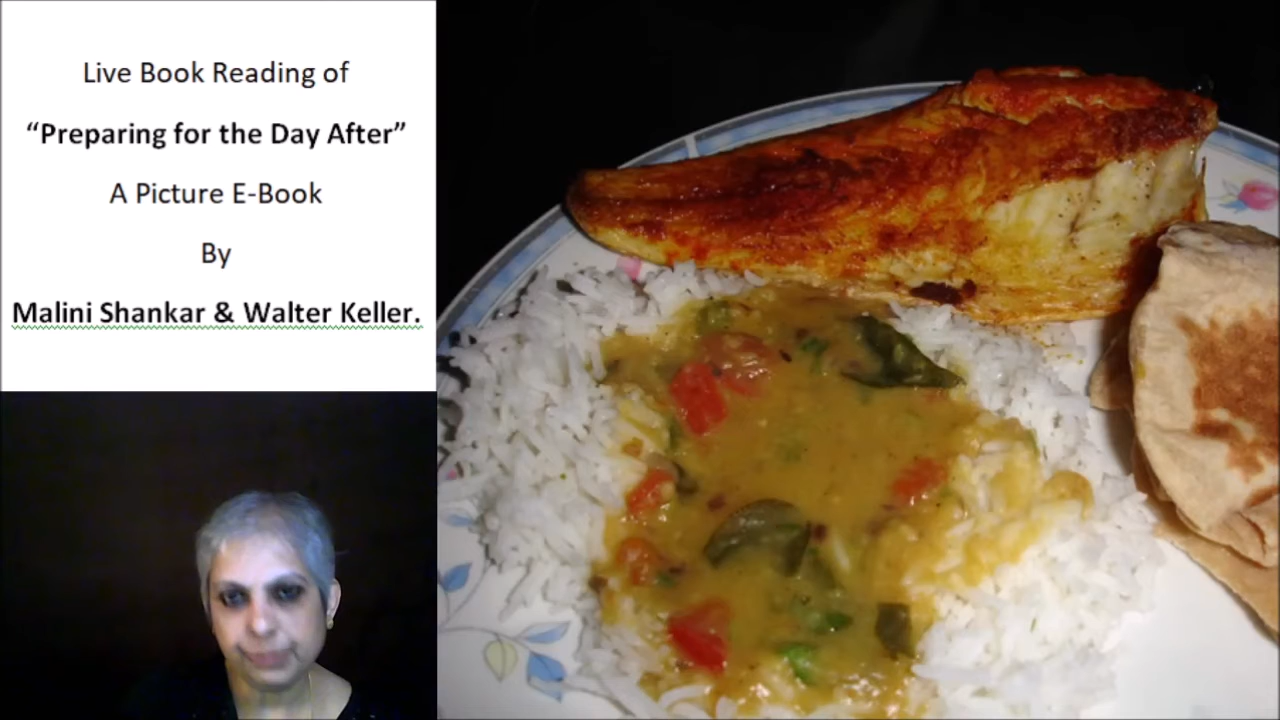 Live Book Reading of
“Preparing for the Day After”
A Picture E-Book
By
Malini Shankar & Walter Keller.